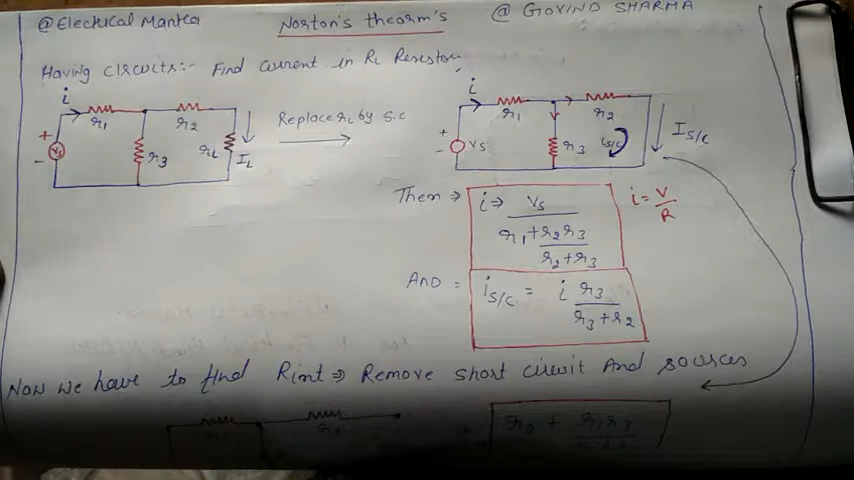 @Electrical Mantra
Norton's theorm's
@ GOVIND SHARMA
Having circuits:- Find current in RL Resistor
i
r1
r2
+
Vs
-
r3
rL
IL
Replace rL by S.C
i
r1
r2
+
Vs
-
r3
is/c
Is/c
Then ⇒
i ⇒ Vs
r1 + r2r3
r2 + r3
i = V
R
AND =
is/c = i r3
r3 + r2
Now we have to find Rint ⇒ Remove short circuit And sources
+ r1r3